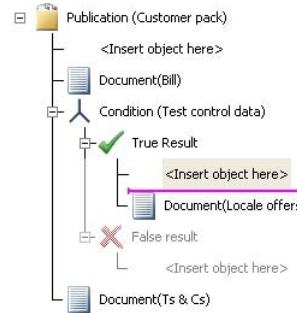 Publication (Customer pack)
<Insert object here>
Document(Bill)
Condition (Test control data)
True Result
<Insert object here>
Document(Locale offers
False result
<Insert object here>
Document(Ts & Cs)